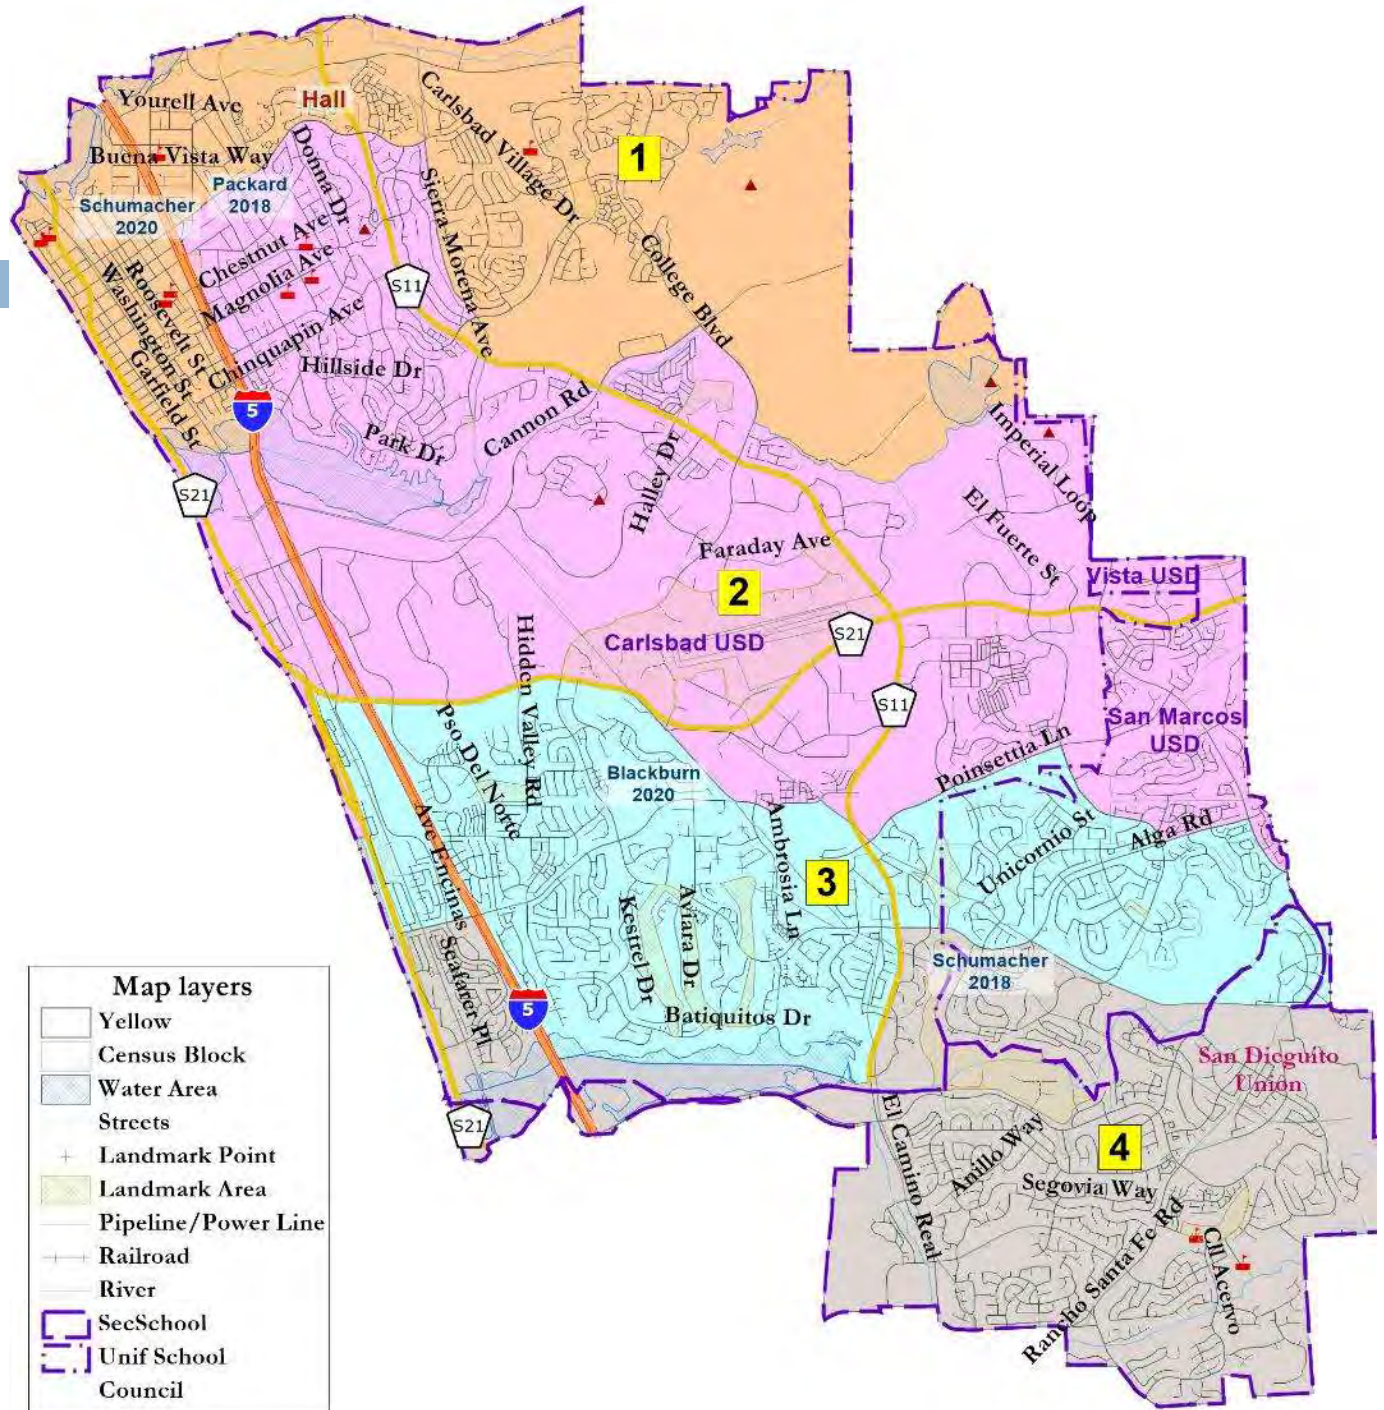 Yourell Ave
Hall
Carlsbad Village Dr
1
Buena Vista Way
Donna Dr
Packard
2018
Schumacher
2020
Sierra Morena Ave
Chestnut Ave
Magnolia Ave
College Blvd
S11
Roosevelt St
Washington St
Garfield St
Chinquapin Ave
Hillside Dr
5
Park Dr
Cannon Rd
Halley Dr
Imperial Loop
El Fuerte St
S21
Faraday Ave
2
Vista USD
Carlsbad USD
S21
Hidden Valley Rd
S11
San Marcos
USD
Pso Del Norte
Poinsettia Ln
Blackburn
2020
Ambrosia Ln
Unicornio St
Alga Rd
Ave Encinas
3
Kestrel Dr
Aviara Dr
Seafarer Pl
Schumacher
2018
5
Batiquitos Dr
San Dieguito
Union
S21
El Camino Real
Anillo Way
4
Segovia Way
Rancho Santa Fe Rd
Cll Acervo
Map layers
Yellow
Census Block
Water Area
Streets
Landmark Point
Landmark Area
Pipeline/Power Line
Railroad
River
SecSchool
Unif School
Council